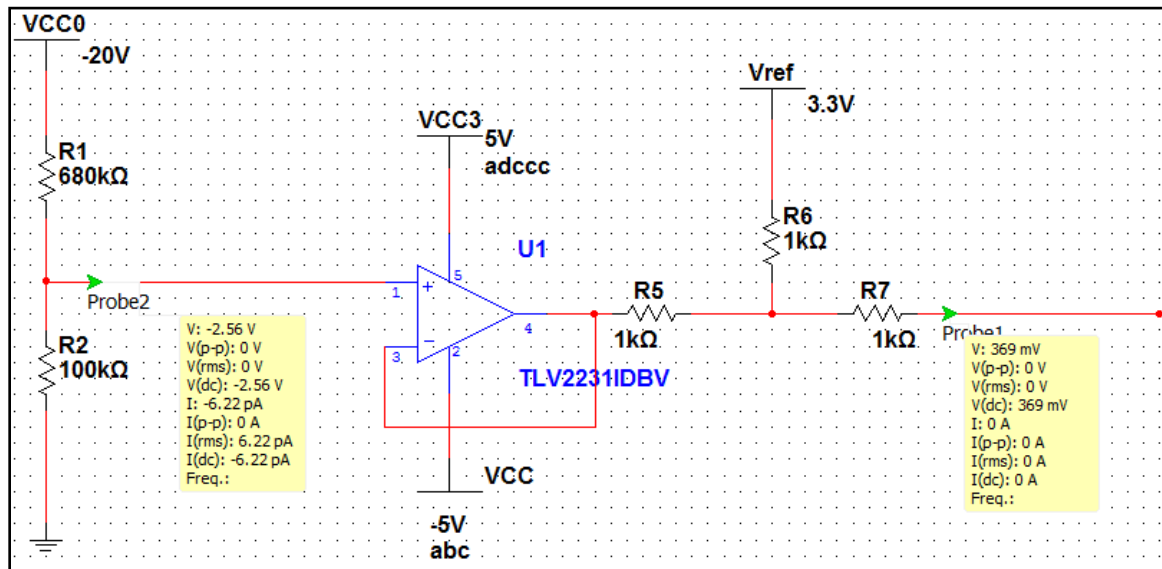 VCC0
-20V
R1
680kΩ
Probe2
V: -2.56 V
V(p-p): 0 V
V(rms): 0 V
V(dc): -2.56 V
I: -6.22 pA
I(p-p): 0 A
I(rms): 6.22 pA
I(dc): -6.22 pA
Freq.:
R2
100kΩ
VCC3
5V
adccc
U1
5
1
+
4
3
−
2
TLV2231IDBV
VCC
-5V
abc
R5
1kΩ
Vref
3.3V
R6
1kΩ
R7
1kΩ
Probe1
V: 369 mV
V(p-p): 0 V
V(rms): 0 V
V(dc): 369 mV
I: 0 A
I(p-p): 0 A
I(rms): 0 A
I(dc): 0 A
Freq.: